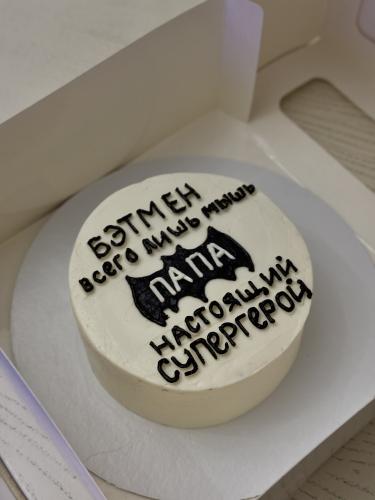 БЭТМЕН
всего лишь мышь
ПАПА
НАСТОЯЩИЙ
СУПЕРГЕРОЙ